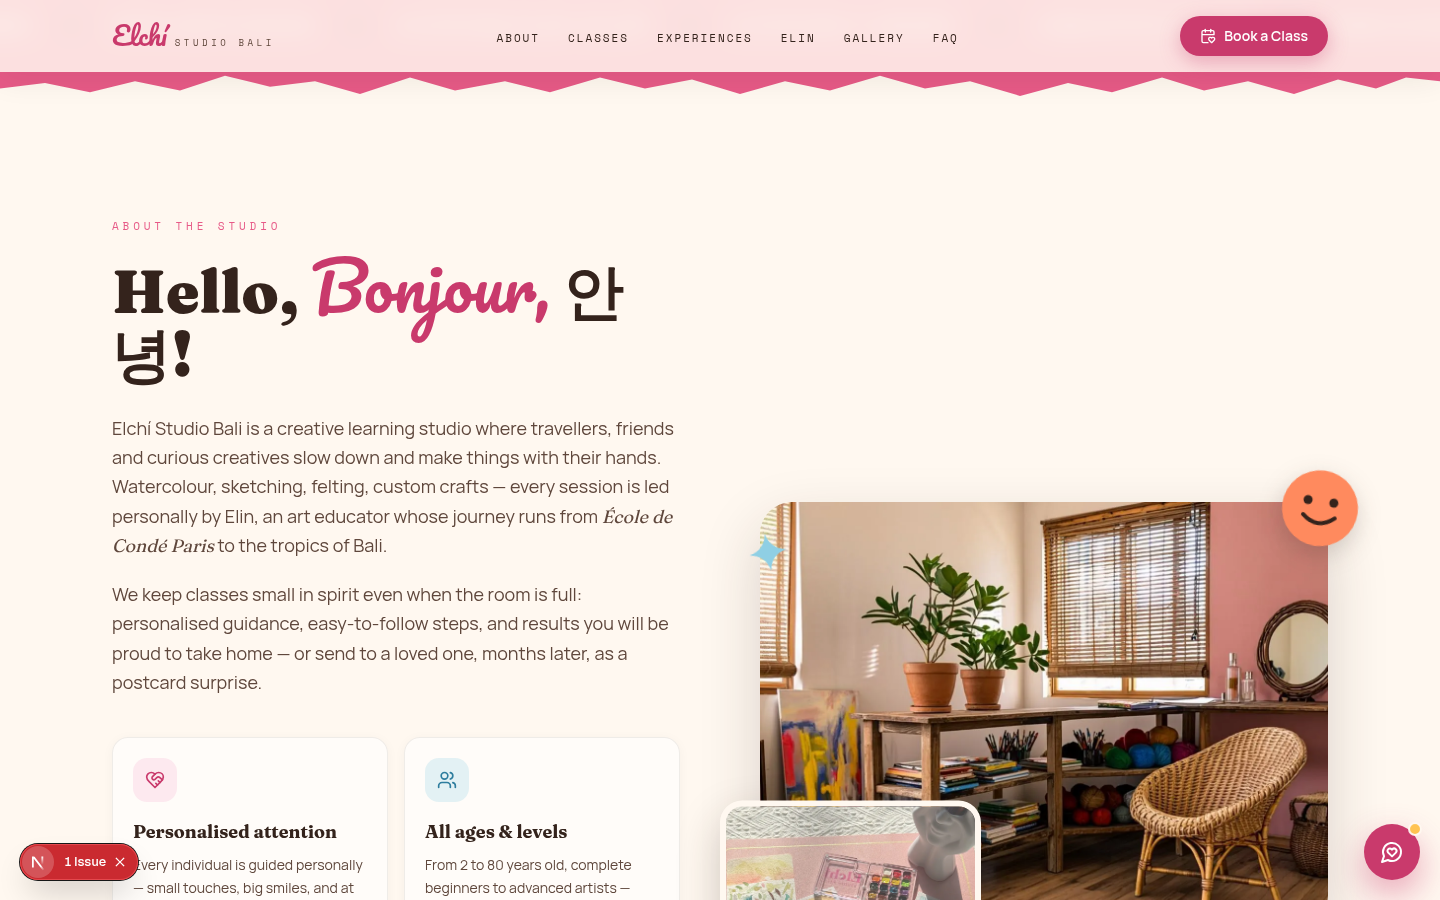 Elchí STUDIO BALI
ABOUT CLASSES EXPERIENCES ELIN GALLERY FAQ
Book a Class
ABOUT THE STUDIO
Hello, Bonjour, 안
녕!
Elchí Studio Bali is a creative learning studio where travellers, friends
and curious creatives slow down and make things with their hands.
Watercolour, sketching, felting, custom crafts — every session is led
personally by Elin, an art educator whose journey runs from École de
Condé Paris to the tropics of Bali.
We keep classes small in spirit even when the room is full:
personalised guidance, easy-to-follow steps, and results you will be
proud to take home — or send to a loved one, months later, as a
postcard surprise.
Personalised attention
Every individual is guided personally
— small touches, big smiles, and at
All ages & levels
From 2 to 80 years old, complete
beginners to advanced artists —
N 1 Issue